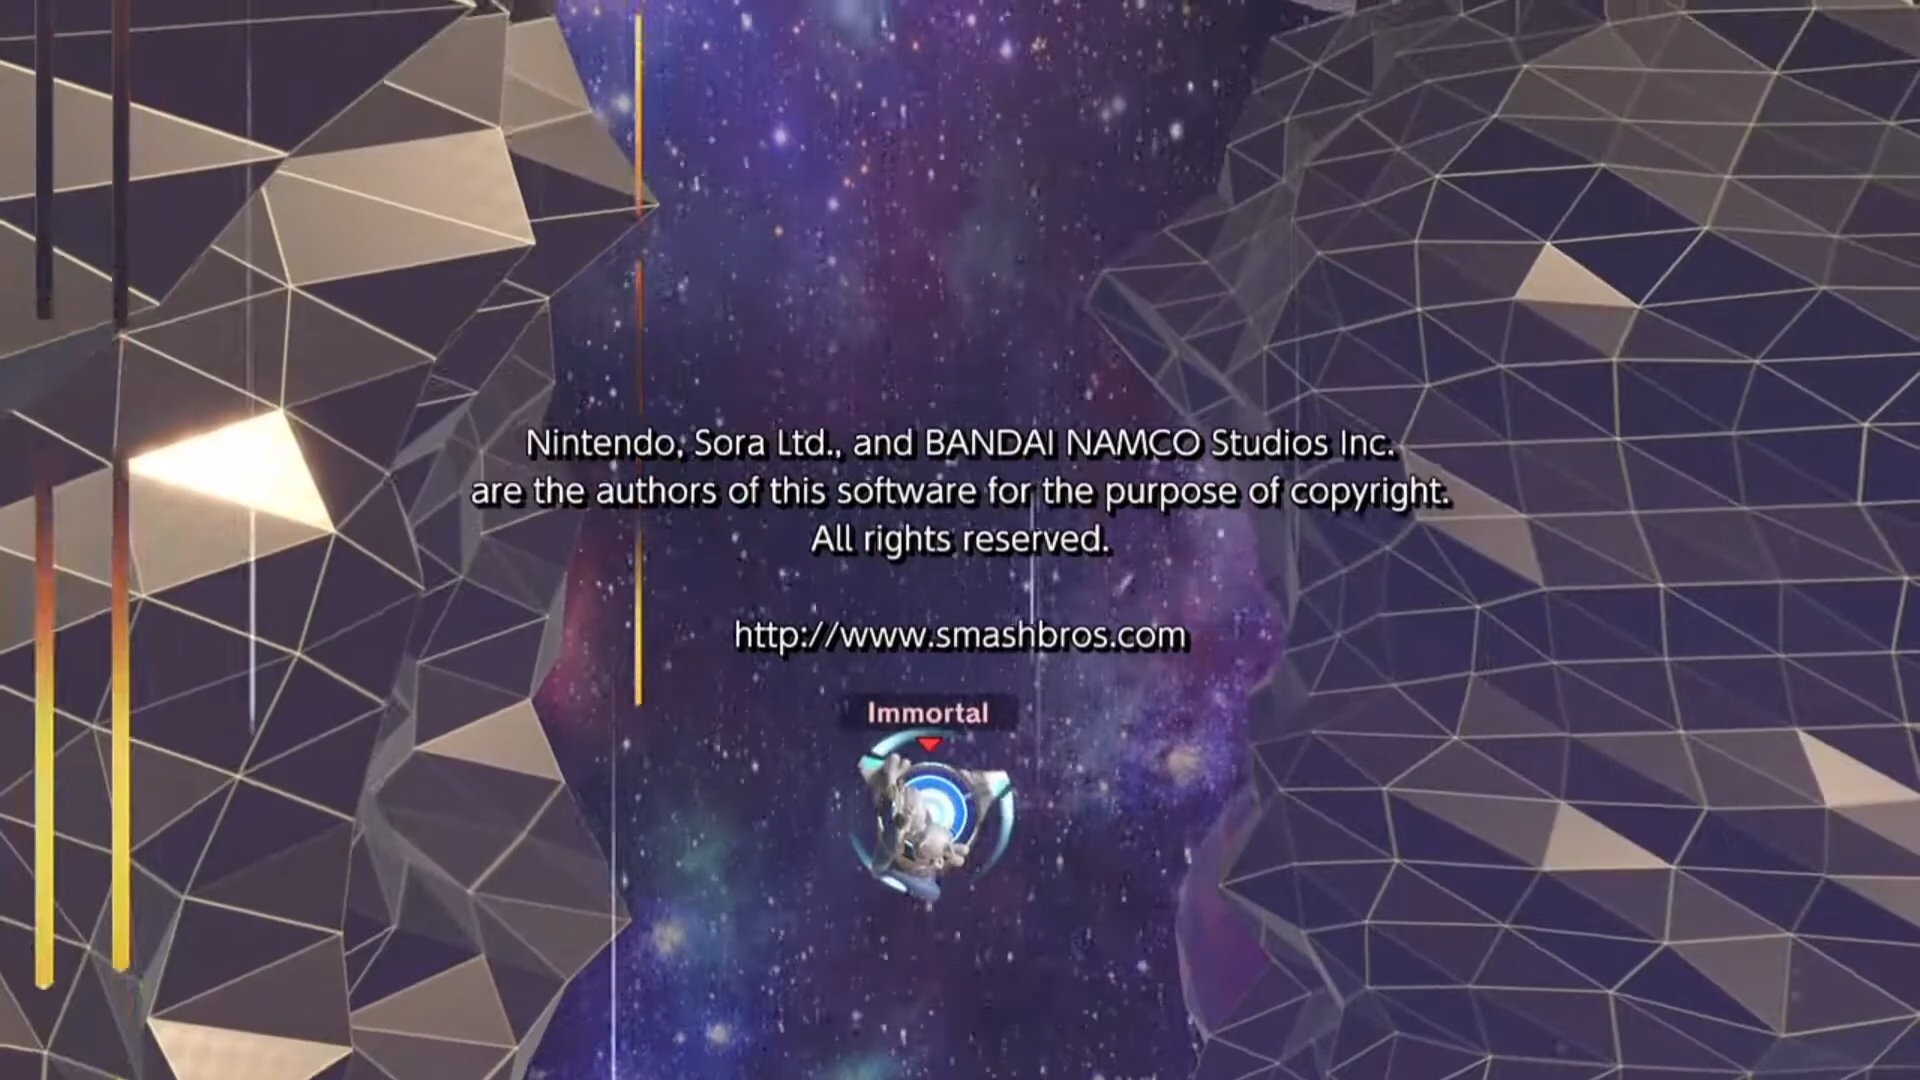 Nintendo, Sora Ltd., and BANDAI NAMCO Studios Inc.
are the authors of this software for the purpose of copyright.
All rights reserved.
http://www.smashbros.com
Immortal